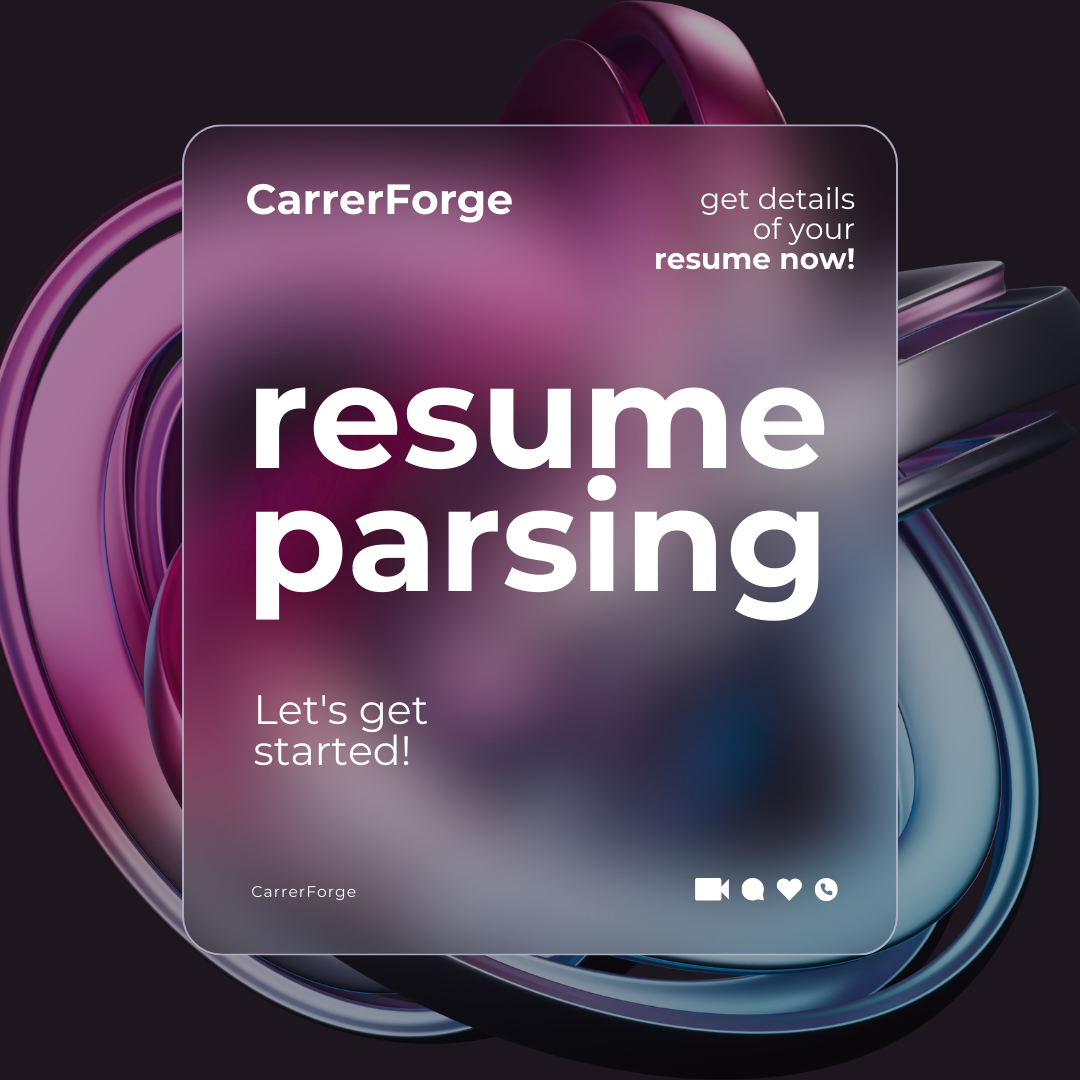 CarrerForge
get details
of your
resume now!
resume
parsing
Let's get
started!
CarrerForge